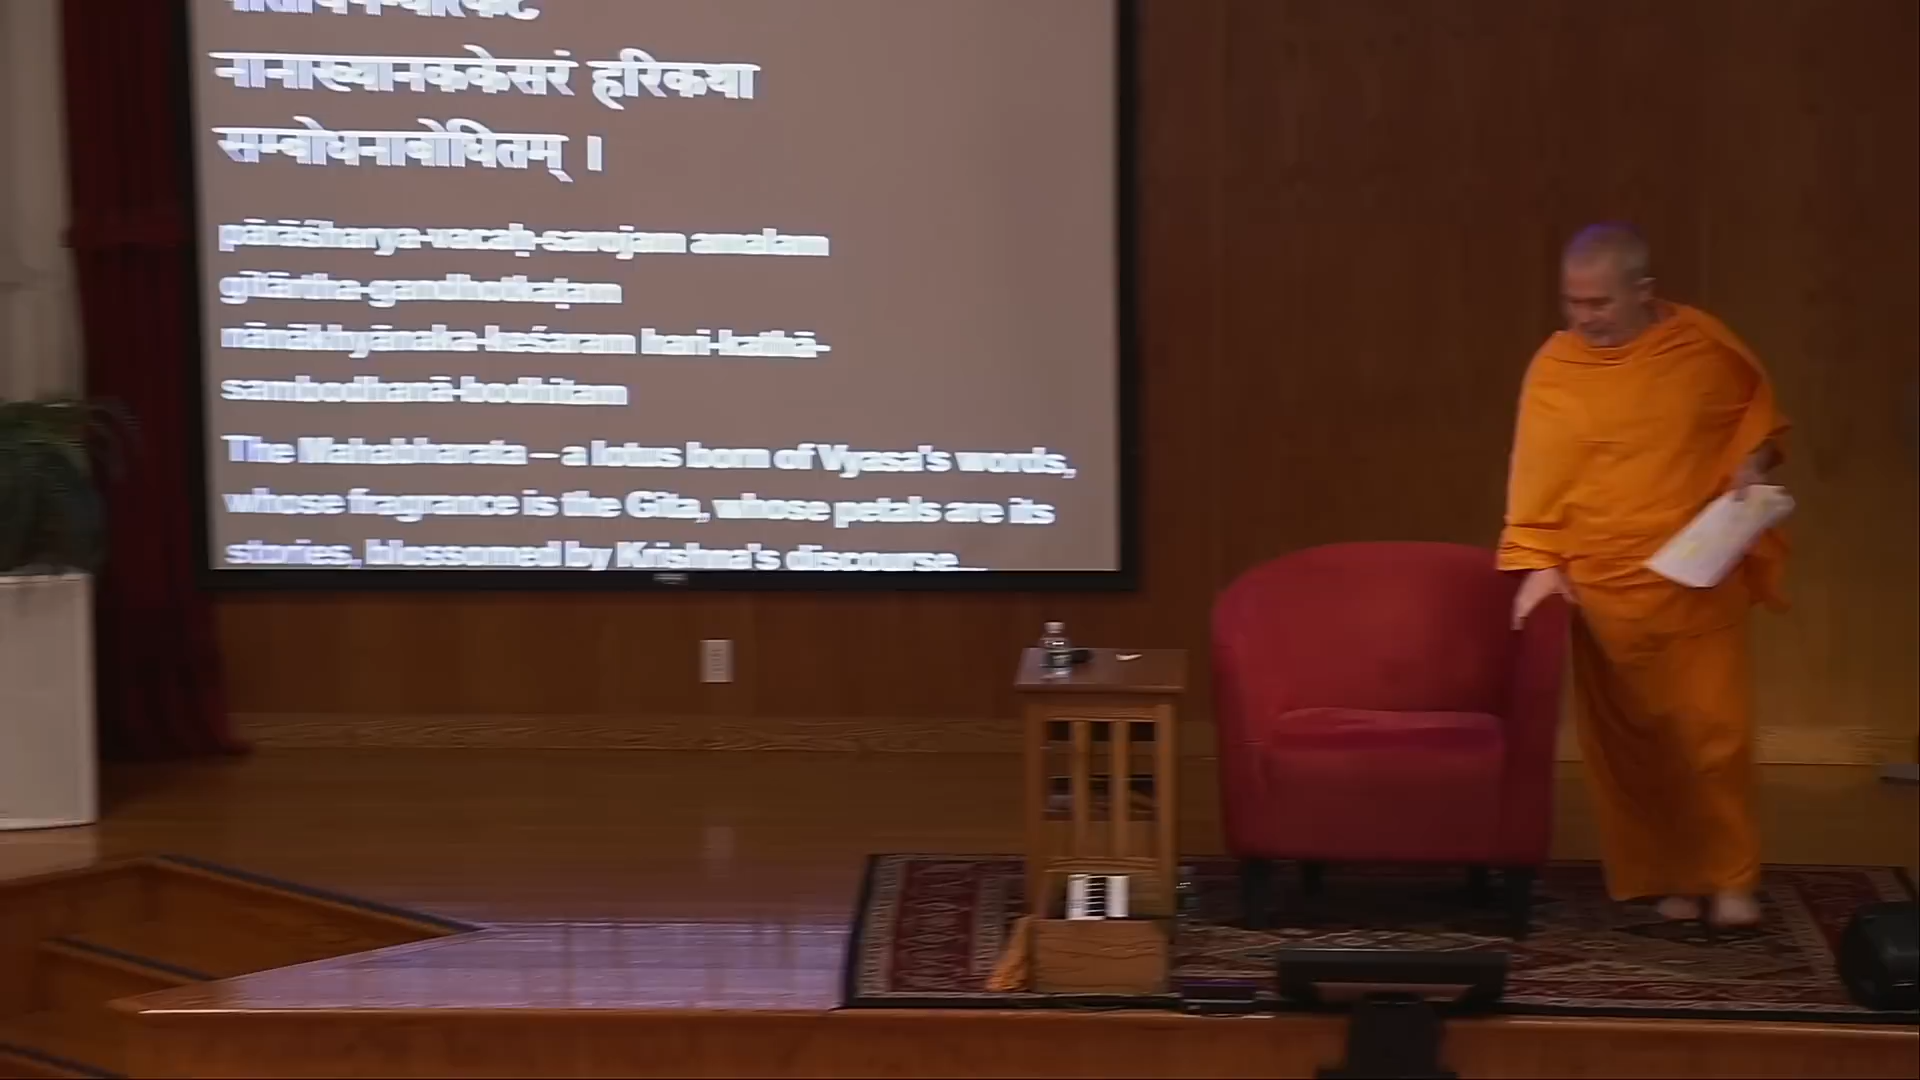 नानाख्यानककेसरं हरिकथा
सम्बोधनाबोधितम् ।
pārāśharya-vacaḥ-sarojam amalam
gītārtha-gandhotkaṭam
nānākhyānaka-keśaram hari-kathā-
sambodhanā-bodhitam
The Mahabharata – a lotus born of Vyasa's words,
whose fragrance is the Gita, whose petals are its
stories, blossomed by Krishna's discourse...